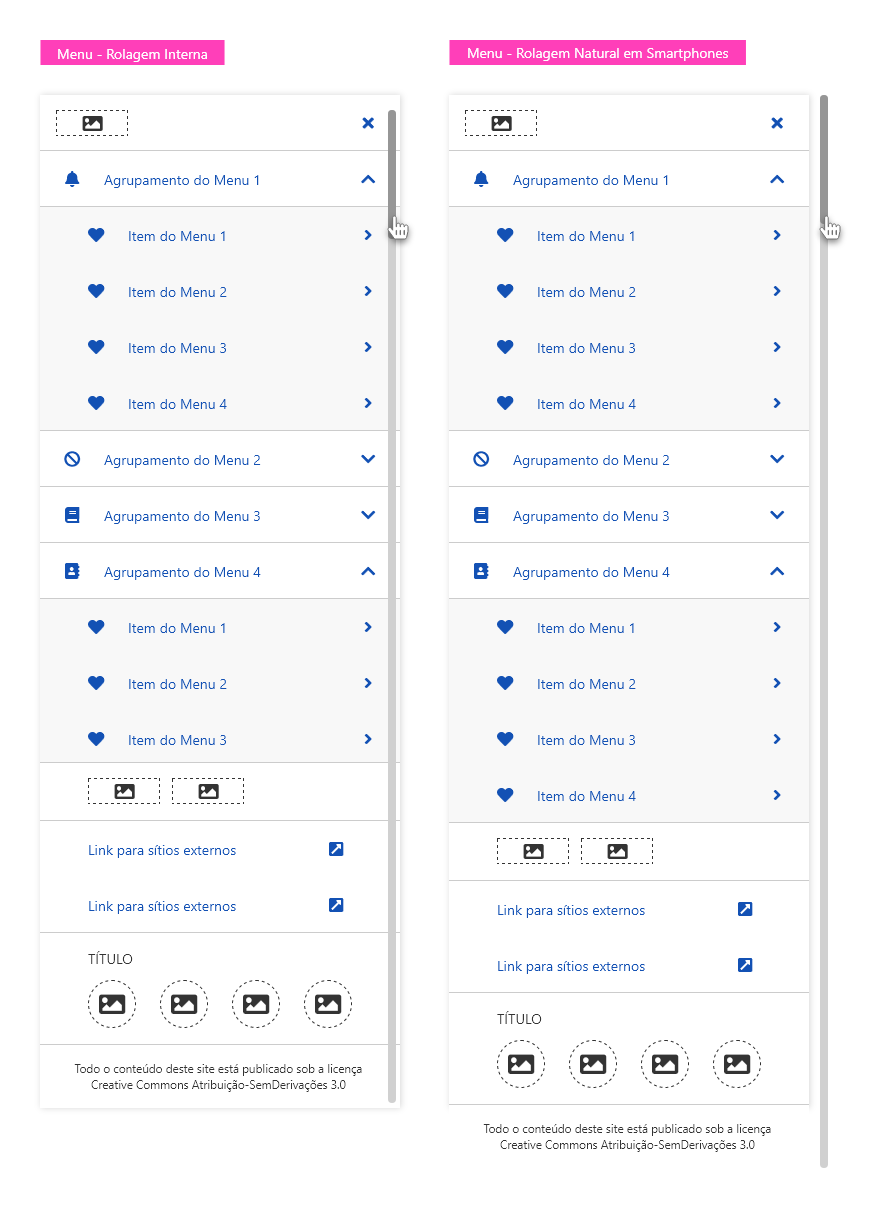 Menu - Rolagem Interna
Agrupamento do Menu 1
Item do Menu 1
Item do Menu 2
Item do Menu 3
Item do Menu 4
Agrupamento do Menu 2
Agrupamento do Menu 3
Agrupamento do Menu 4
Item do Menu 1
Item do Menu 2
Item do Menu 3
Link para sítios externos
Link para sítios externos
TÍTULO
Todo o conteúdo deste site está publicado sob a licença
Creative Commons Atribuição-SemDerivações 3.0
Menu - Rolagem Natural em Smartphones
Agrupamento do Menu 1
Item do Menu 1
Item do Menu 2
Item do Menu 3
Item do Menu 4
Agrupamento do Menu 2
Agrupamento do Menu 3
Agrupamento do Menu 4
Item do Menu 1
Item do Menu 2
Item do Menu 3
Item do Menu 4
Link para sítios externos
Link para sítios externos
TÍTULO
Todo o conteúdo deste site está publicado sob a licença
Creative Commons Atribuição-SemDerivações 3.0